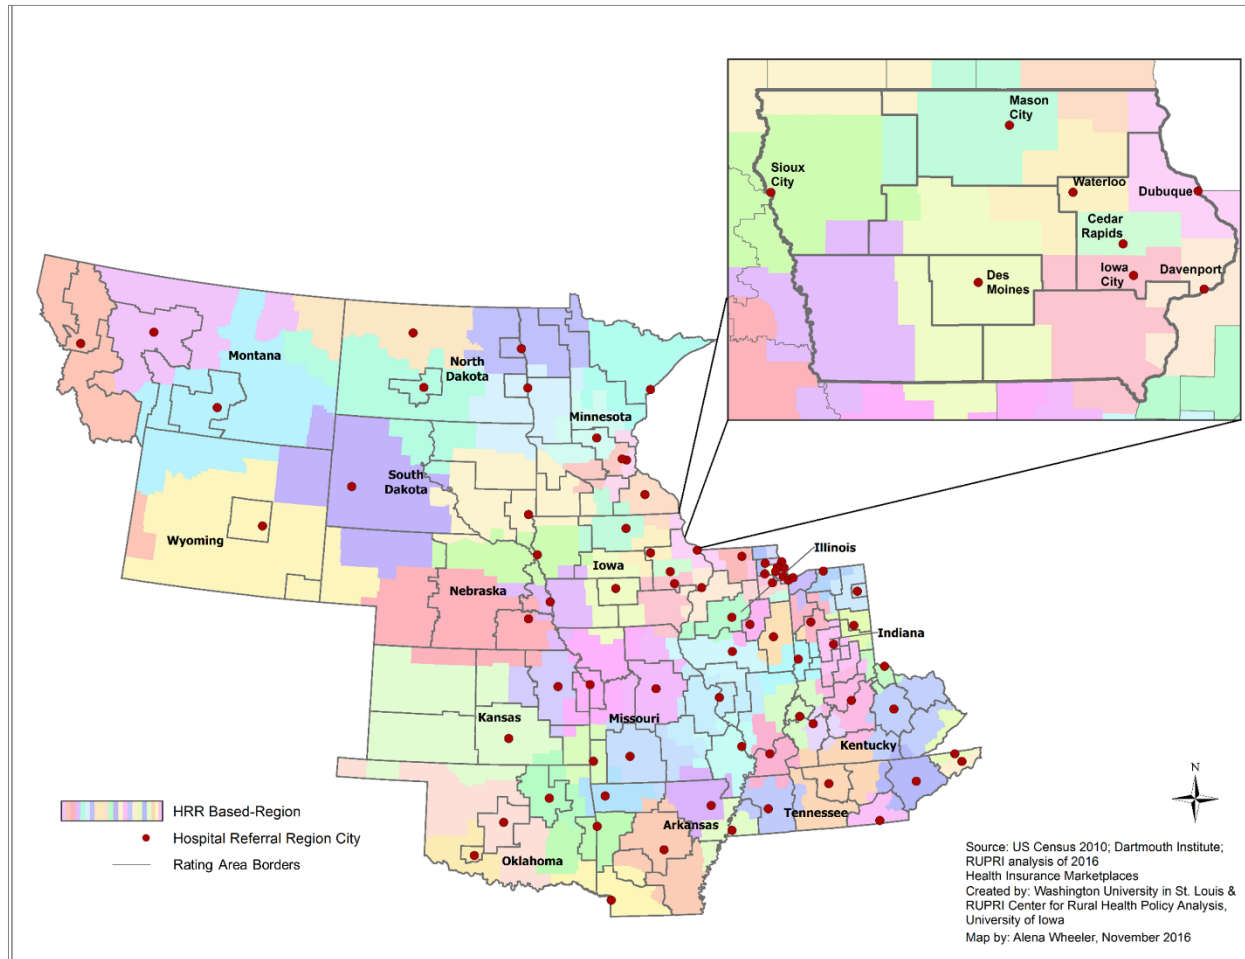 Mason
City
Sioux
City
Waterloo
Dubuque
Cedar
Rapids
Iowa
City
Davenport
Des
Moines
Montana
North
Dakota
Minnesota
South
Dakota
Wyoming
Illinois
Iowa
Nebraska
Indiana
Kansas
Missouri
Kentucky
Arkansas
Tennessee
Oklahoma
HRR Based-Region
Hospital Referral Region City
Rating Area Borders
N
Source: US Census 2010; Dartmouth Institute;
RUPRI analysis of 2016
Health Insurance Marketplaces
Created by: Washington University in St. Louis &
RUPRI Center for Rural Health Policy Analysis,
University of Iowa
Map by: Alena Wheeler, November 2016